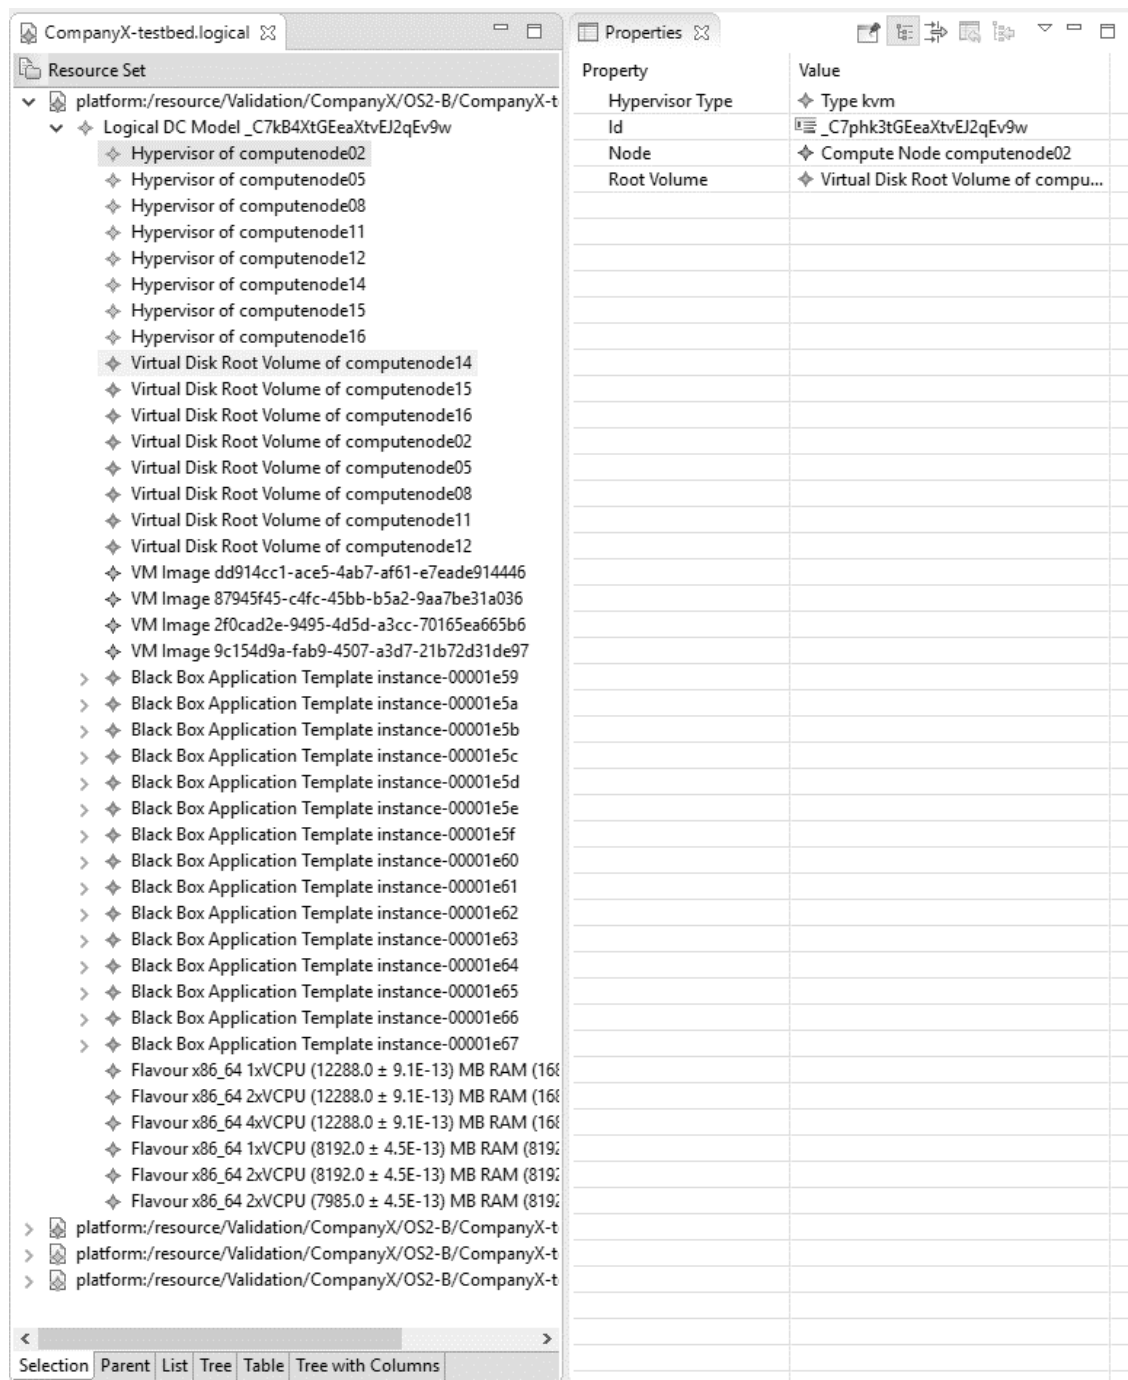 CompanyX-testbed.logical
Resource Set
platform:/resource/Validation/CompanyX/OS2-B/CompanyX-t
Logical DC Model _C7kB4XtGEeaXtvEJ2qEv9w
Hypervisor of computenode02
Hypervisor of computenode05
Hypervisor of computenode08
Hypervisor of computenode11
Hypervisor of computenode12
Hypervisor of computenode14
Hypervisor of computenode15
Hypervisor of computenode16
Virtual Disk Root Volume of computenode14
Virtual Disk Root Volume of computenode15
Virtual Disk Root Volume of computenode16
Virtual Disk Root Volume of computenode02
Virtual Disk Root Volume of computenode05
Virtual Disk Root Volume of computenode08
Virtual Disk Root Volume of computenode11
Virtual Disk Root Volume of computenode12
VM Image dd914cc1-ace5-4ab7-af61-e7eade914446
VM Image 87945f45-c4fc-45bb-b5a2-9aa7be31a036
VM Image 2f0cad2e-9495-4d5d-a3cc-70165ea665b6
VM Image 9c154d9a-fab9-4507-a3d7-21b72d31de97
Black Box Application Template instance-00001e59
Black Box Application Template instance-00001e5a
Black Box Application Template instance-00001e5b
Black Box Application Template instance-00001e5c
Black Box Application Template instance-00001e5d
Black Box Application Template instance-00001e5e
Black Box Application Template instance-00001e5f
Black Box Application Template instance-00001e60
Black Box Application Template instance-00001e61
Black Box Application Template instance-00001e62
Black Box Application Template instance-00001e63
Black Box Application Template instance-00001e64
Black Box Application Template instance-00001e65
Black Box Application Template instance-00001e66
Black Box Application Template instance-00001e67
Flavour x86_64 1xVCPU (12288.0 ± 9.1E-13) MB RAM (168
Flavour x86_64 2xVCPU (12288.0 ± 9.1E-13) MB RAM (168
Flavour x86_64 4xVCPU (12288.0 ± 9.1E-13) MB RAM (168
Flavour x86_64 1xVCPU (8192.0 ± 4.5E-13) MB RAM (8192
Flavour x86_64 2xVCPU (8192.0 ± 4.5E-13) MB RAM (8192
Flavour x86_64 2xVCPU (7985.0 ± 4.5E-13) MB RAM (8192
platform:/resource/Validation/CompanyX/OS2-B/CompanyX-t
platform:/resource/Validation/CompanyX/OS2-B/CompanyX-t
platform:/resource/Validation/CompanyX/OS2-B/CompanyX-t
Selection Parent List Tree Table Tree with Columns
Properties
Property Value
Hypervisor Type Type kvm
Id _C7phk3tGEeaXtvEJ2qEv9w
Node Compute Node computenode02
Root Volume Virtual Disk Root Volume of compu...